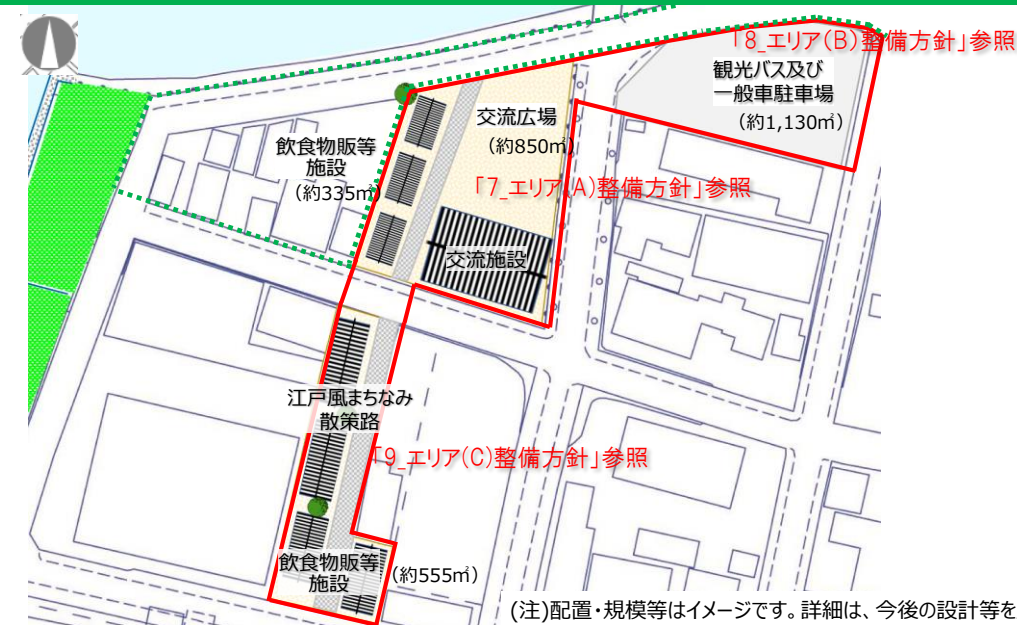 「8_エリア(B)整備方針」参照
観光バス及び
一般車駐車場
(約1,130㎡)
交流広場
(約850㎡)
飲食物販等
施設
(約335㎡)
「7_エリア(A)整備方針」参照
交流施設
江戸風まちなみ
散策路
「9_エリア(C)整備方針」参照
飲食物販等
施設
(約555㎡)
(注)配置・規模等はイメージです。詳細は、今後の設計等を